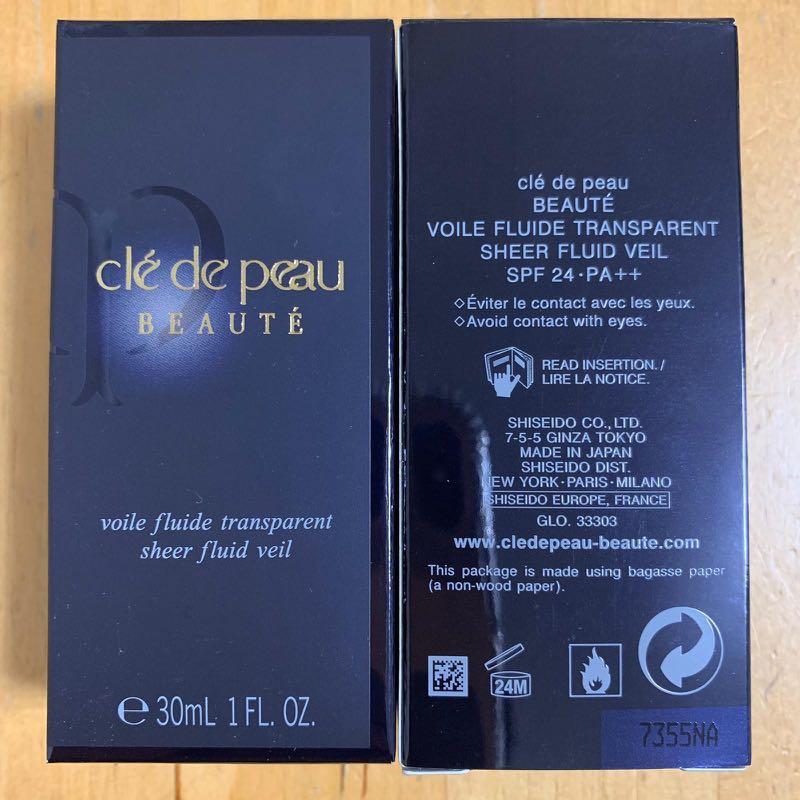 clé de peau
BEAUTÉ
voile fluide transparent
sheer fluid veil
℮ 30mL 1 FL. OZ.
clé de peau
BEAUTÉ
VOILE FLUIDE TRANSPARENT
SHEER FLUID VEIL
SPF 24·PA++
◇Éviter le contact avec les yeux.
◇Avoid contact with eyes.
READ INSERTION./
LIRE LA NOTICE.
SHISEIDO CO.,LTD.
7-5-5 GINZA TOKYO
MADE IN JAPAN
SHISEIDO DIST.
NEW YORK·PARIS·MILANO
SHISEIDO EUROPE, FRANCE
GLO. 33303
www.cledepeau-beaute.com
This package is made using bagasse paper
(a non-wood paper).
24M
7355NA